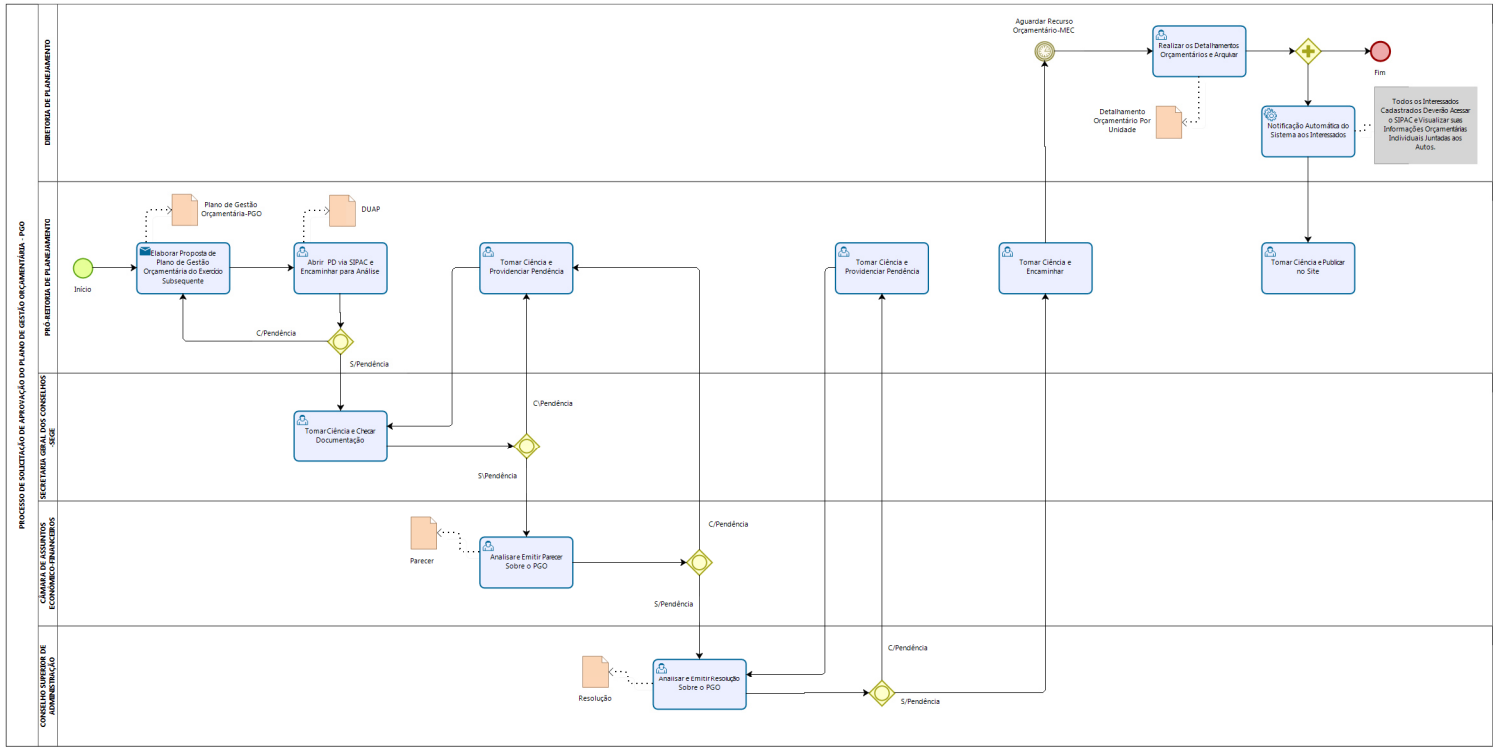 PROCESSO DE SOLICITAÇÃO DE APROVAÇÃO DO PLANO DE GESTÃO ORÇAMENTÁRIA - PGO
DIRETORIA DE PLANEJAMENTO
Aguardar Recurso
Orçamentário-MEC
Realizar os Detalhamentos
Orçamentários e Arquivar
Fim
Detalhamento
Orçamentário Por
Unidade
Notificação Automática do
Sistema aos Interessados
Todos os Interessados
Cadastrados Deverão Acessar
o SIPAC e Visualizar suas
Informações Orçamentárias
Individuais Juntadas aos
Autos.
PRÓ-REITORIA DE PLANEJAMENTO
Plano de Gestão
Orçamentária-PGO
DUAP
Início
Elaborar Proposta de
Plano de Gestão
Orçamentária do Exercício
Subsequente
Abrir PD via SIPAC e
Encaminhar para Análise
Tomar Ciência e
Providenciar Pendência
Tomar Ciência e
Providenciar Pendência
Tomar Ciência e
Encaminhar
Tomar Ciência e Publicar
no Site
C/Pendência
S/Pendência
SECRETARIA GERAL DOS CONSELHOS
-SEGE
Tomar Ciência e Checar
Documentação
C\Pendência
S\Pendência
CÂMARA DE ASSUNTOS
ECONÔMICO-FINANCEIROS
Parecer
Analisar e Emitir Parecer
Sobre o PGO
C/Pendência
S/Pendência
CONSELHO SUPERIOR DE
ADMINISTRAÇÃO
Resolução
Analisar e Emitir Resolução
Sobre o PGO
C/Pendência
S/Pendência